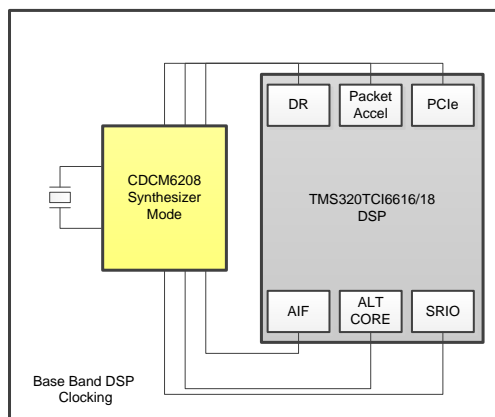 DR
Packet
Accel
PCIe
CDCM6208
Synthesizer
Mode
TMS320TCI6616/18
DSP
AIF
ALT
CORE
SRIO
Base Band DSP
Clocking